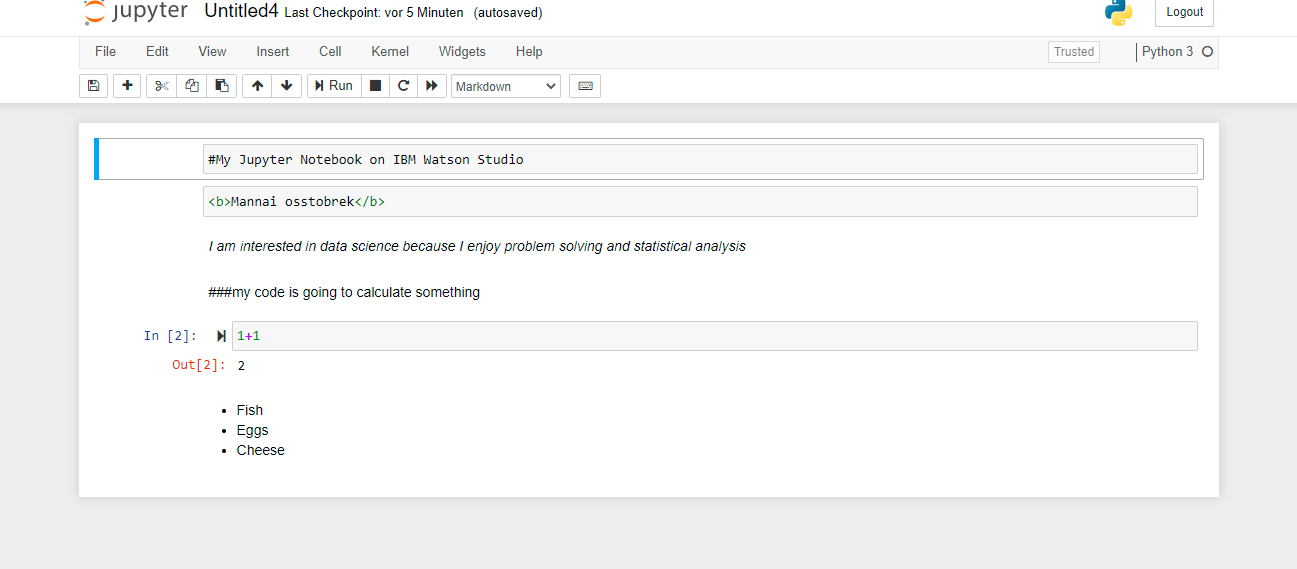 jupyter Untitled4 Last Checkpoint: vor 5 Minuten (autosaved) Logout
File Edit View Insert Cell Kernel Widgets Help Trusted Python 3
Run Markdown
#My Jupyter Notebook on IBM Watson Studio
<b>Mannai osstobrek</b>
I am interested in data science because I enjoy problem solving and statistical analysis
###my code is going to calculate something
In [2]: 1+1
Out[2]: 2
• Fish
• Eggs
• Cheese